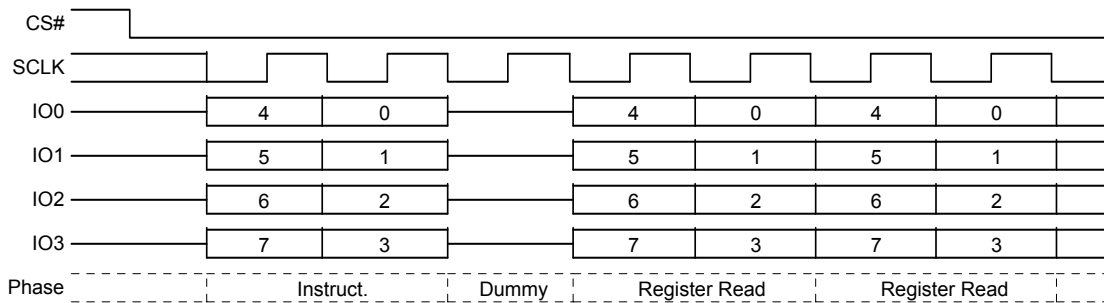 CS#
SCLK
IO0 4 0 4 0 4 0
IO1 5 1 5 1 5 1
IO2 6 2 6 2 6 2
IO3 7 3 7 3 7 3
Phase Instruct. Dummy Register Read Register Read